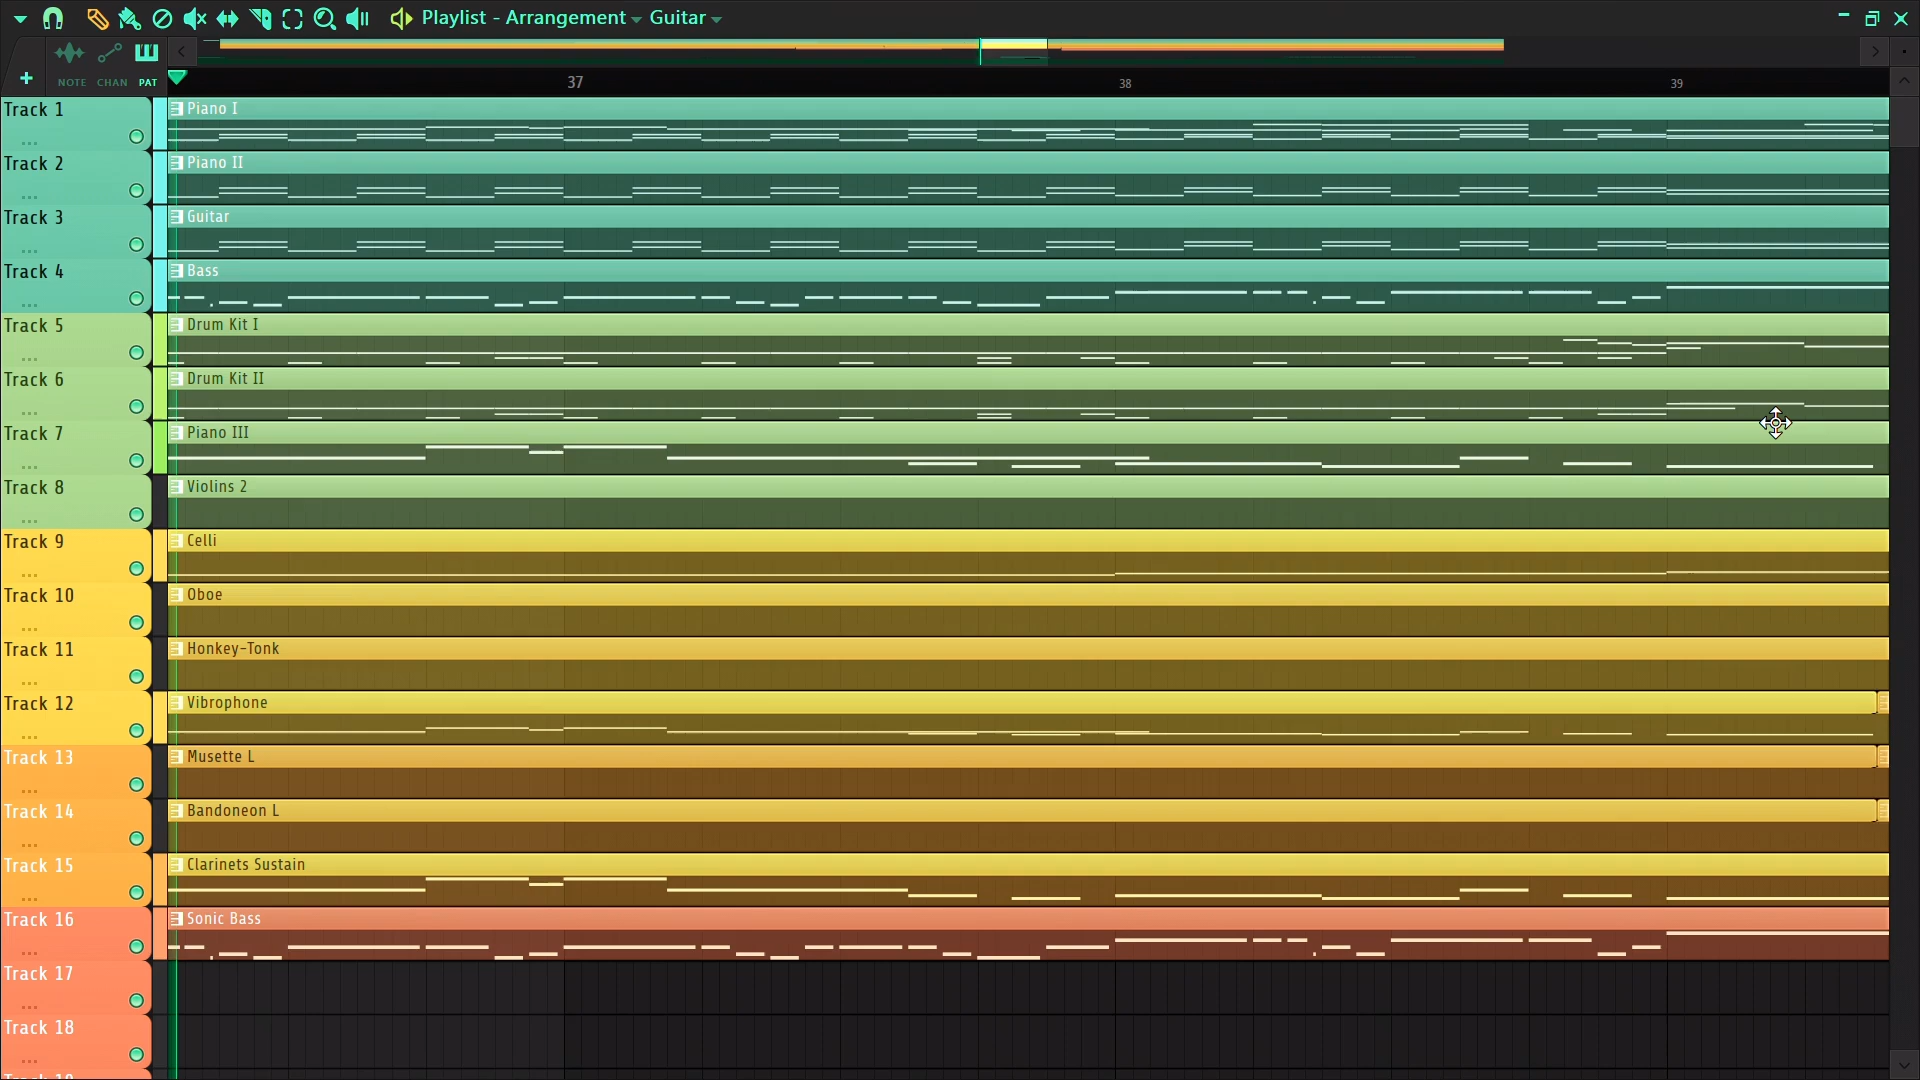 Playlist - Arrangement Guitar
NOTE CHAN PAT
37 38 39
Track 1 Piano I
Track 2 Piano II
Track 3 Guitar
Track 4 Bass
Track 5 Drum Kit I
Track 6 Drum Kit II
Track 7 Piano III
Track 8 Violins 2
Track 9 Celli
Track 10 Oboe
Track 11 Honkey-Tonk
Track 12 Vibrophone
Track 13 Musette L
Track 14 Bandoneon L
Track 15 Clarinets Sustain
Track 16 Sonic Bass
Track 17
Track 18